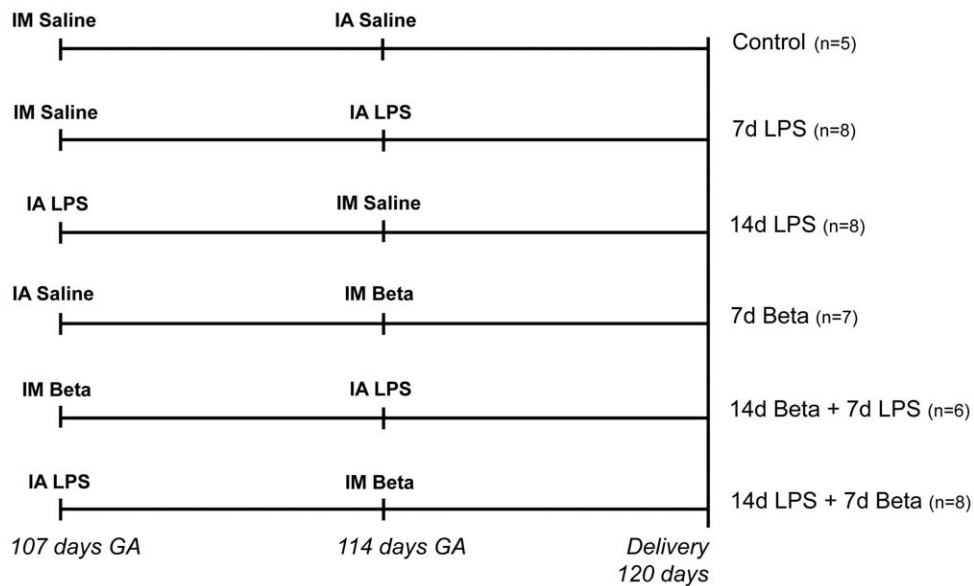 IM Saline IA Saline
Control (n=5)
IM Saline IA LPS
7d LPS (n=8)
IA LPS IM Saline
14d LPS (n=8)
IA Saline IM Beta
7d Beta (n=7)
IM Beta IA LPS
14d Beta + 7d LPS (n=6)
IA LPS IM Beta
14d LPS + 7d Beta (n=8)
107 days GA 114 days GA Delivery
120 days